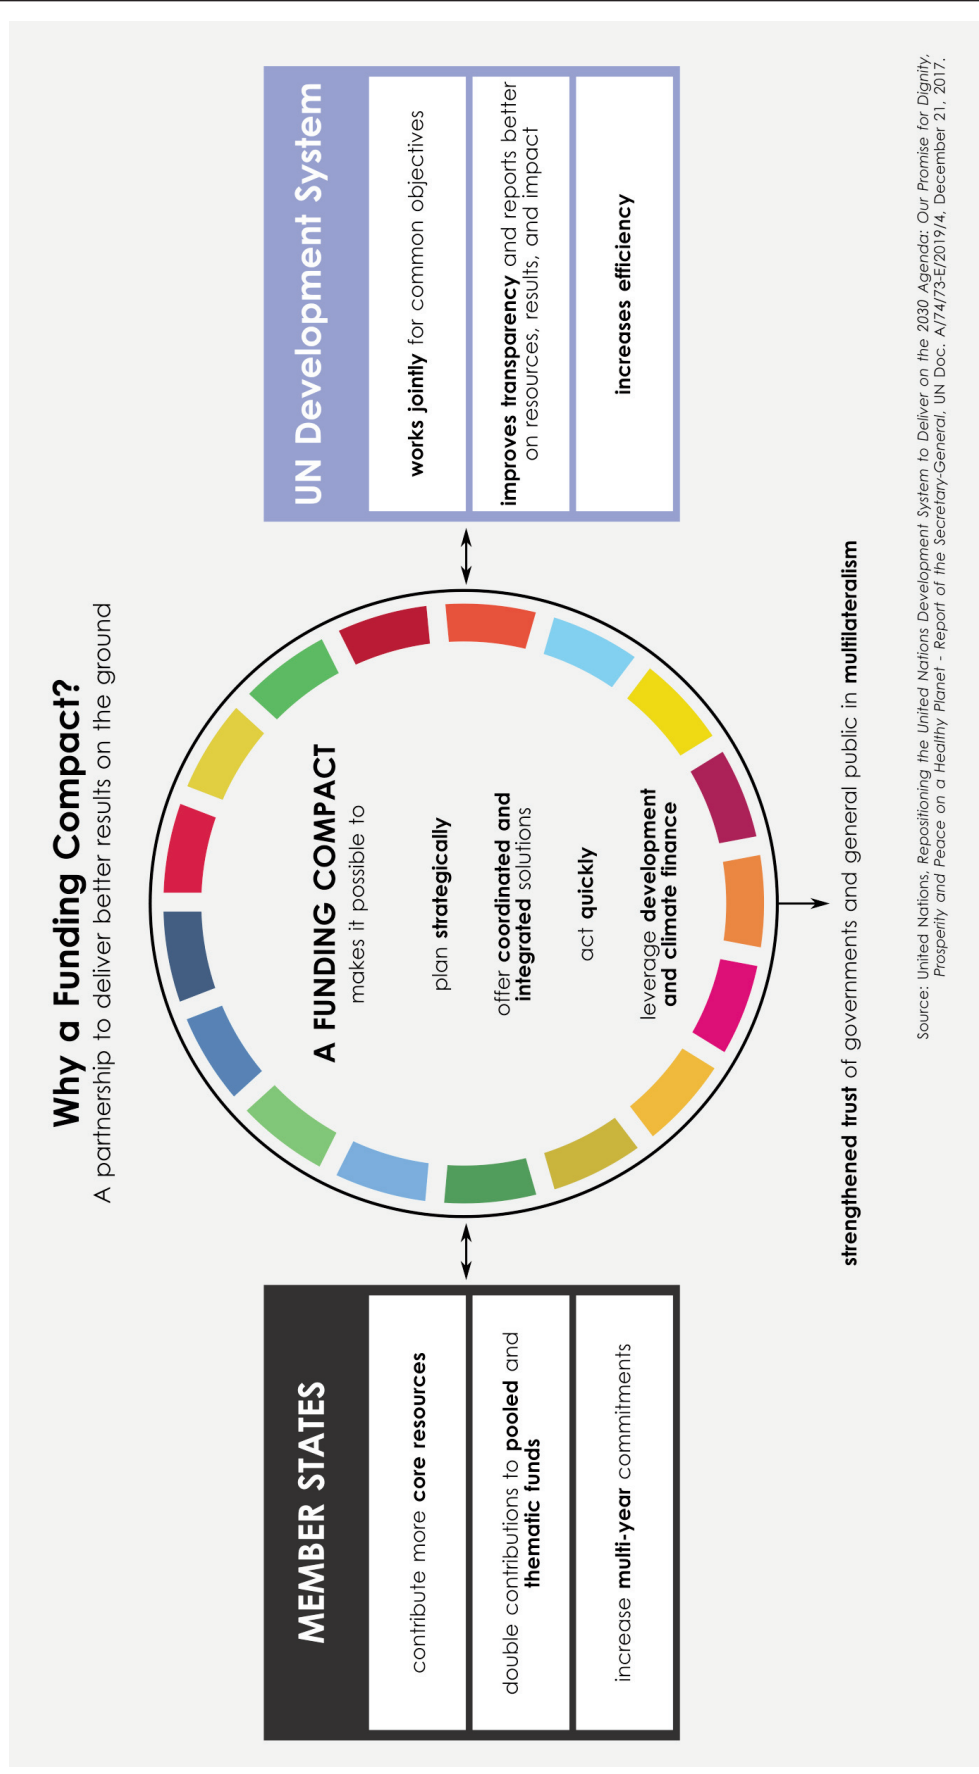 Why a Funding Compact?
A partnership to deliver better results on the ground
MEMBER STATES
contribute more core resources
double contributions to pooled and
thematic funds
increase multi-year commitments
A FUNDING COMPACT
makes it possible to
plan strategically
offer coordinated and
integrated solutions
act quickly
leverage development
and climate finance
UN Development System
works jointly for common objectives
improves transparency and reports better
on resources, results, and impact
increases efficiency
strengthened trust of governments and general public in multilateralism
Source: United Nations, Repositioning the United Nations Development System to Deliver on the 2030 Agenda: Our Promise for Dignity,
Prosperity and Peace on a Healthy Planet - Report of the Secretary-General, UN Doc. A/74/73-E/2019/4, December 21, 2017.